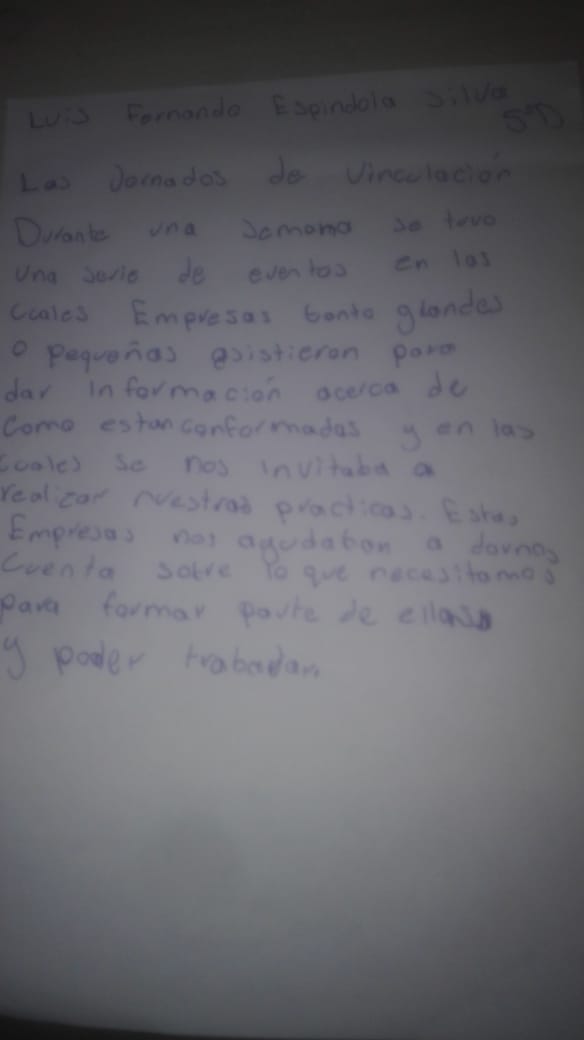 Luis Fernando Espindola Silva
5°D
Las Jornadas de Vinculación
Durante una semana se tuvo
una serie de eventos en las
cuales Empresas tanto grandes
o pequeñas asistieron para
dar información acerca de
como estan conformadas y en las
cuales se nos invitaba a
realizar nuestras practicas. Estas
Empresas nos ayudaban a darnos
cuenta sobre lo que necesitamos
para formar parte de ellas
y poder trabadar.